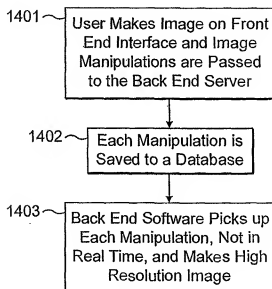 1401
User Makes Image on Front
End Interface and Image
Manipulations are Passed
to the Back End Server
1402
Each Manipulation is
Saved to a Database
1403
Back End Software Picks up
Each Manipulation, Not in
Real Time, and Makes High
Resolution Image